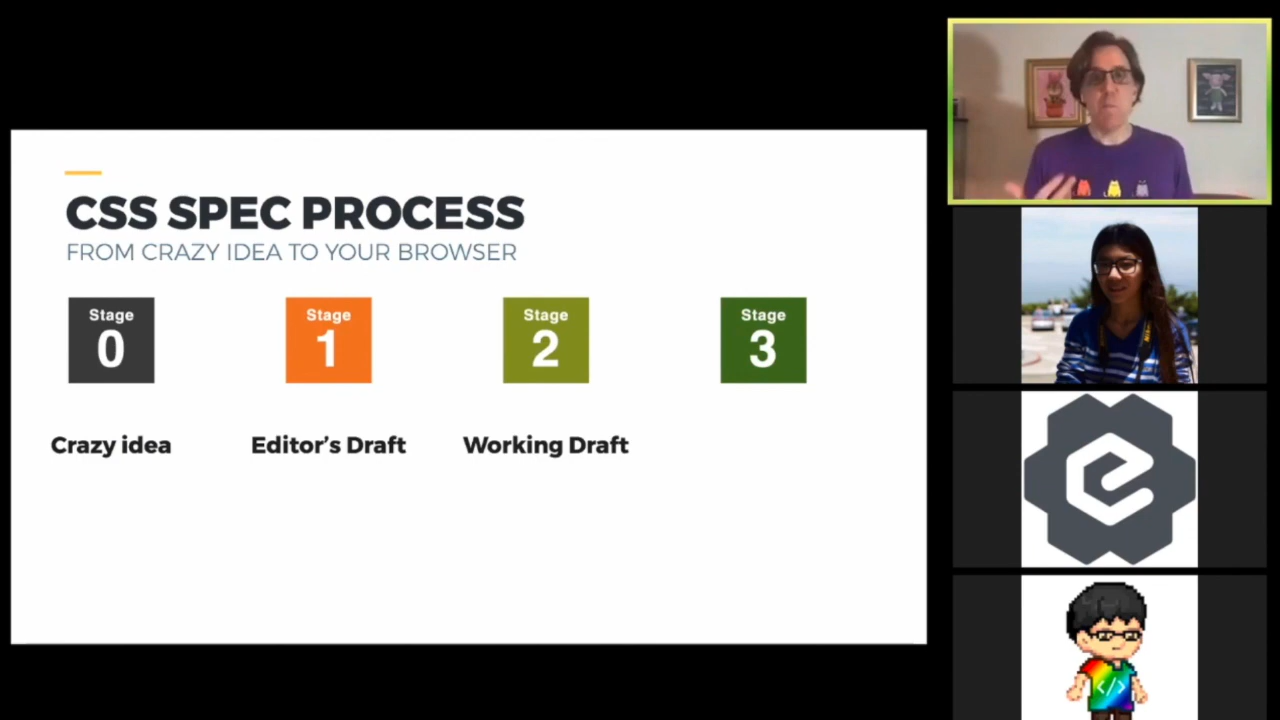 CSS SPEC PROCESS
FROM CRAZY IDEA TO YOUR BROWSER
Stage Stage Stage Stage
0 1 2 3
Crazy idea Editor's Draft Working Draft
</>